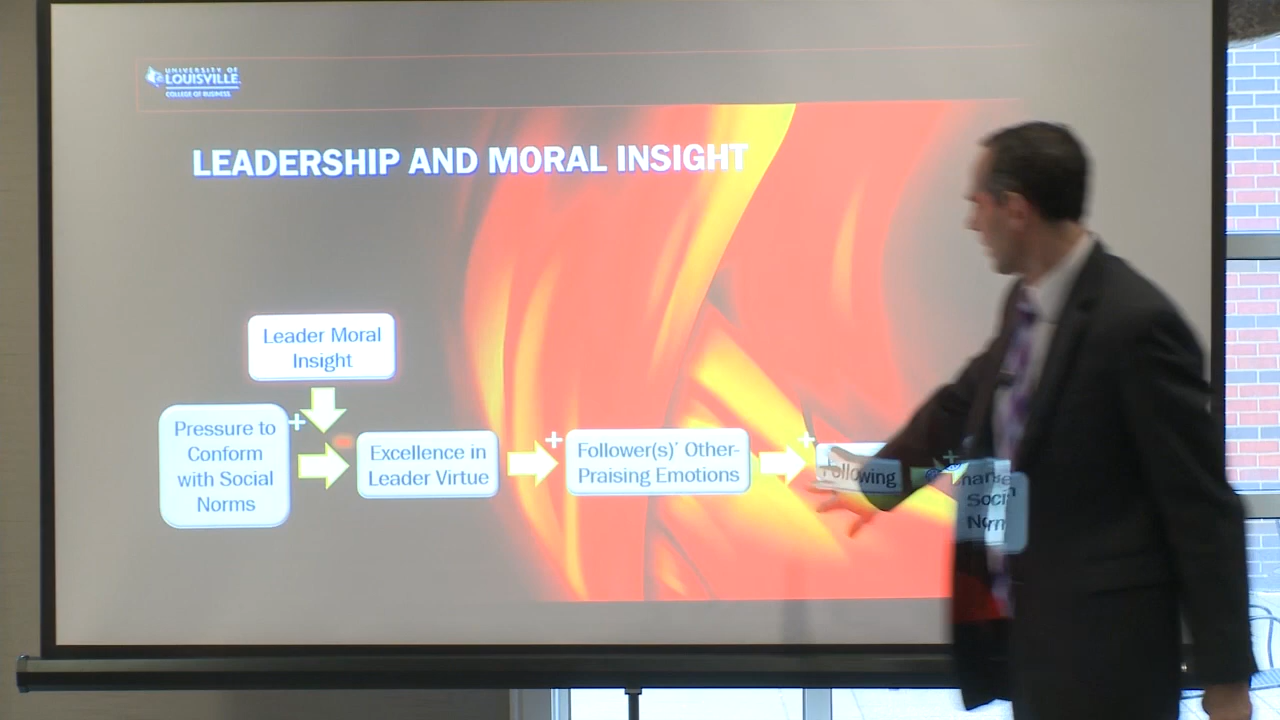 UNIVERSITY OF
LOUISVILLE
COLLEGE OF BUSINESS
LEADERSHIP AND MORAL INSIGHT
Leader Moral
Insight
Pressure to
Conform
with Social
Norms
+
Excellence in
Leader Virtue
+
Follower(s)' Other-
Praising Emotions
+
Following
+